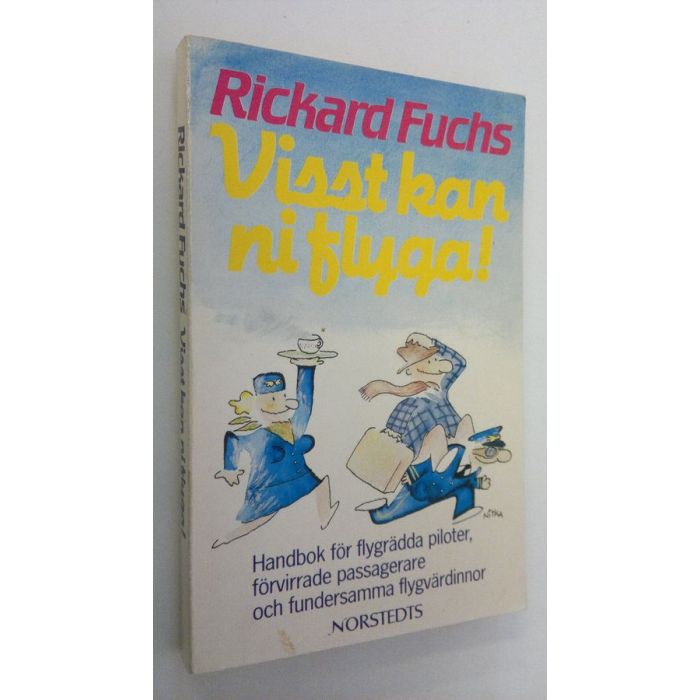 Rickard Fuchs
Visst kan
ni flyga!
NITKA
Handbok för flygrädda piloter,
förvirrade passagerare
och fundersamma flygvärdinnor
NORSTEDTS
Rickard Fuchs Visst kan ni flyga!